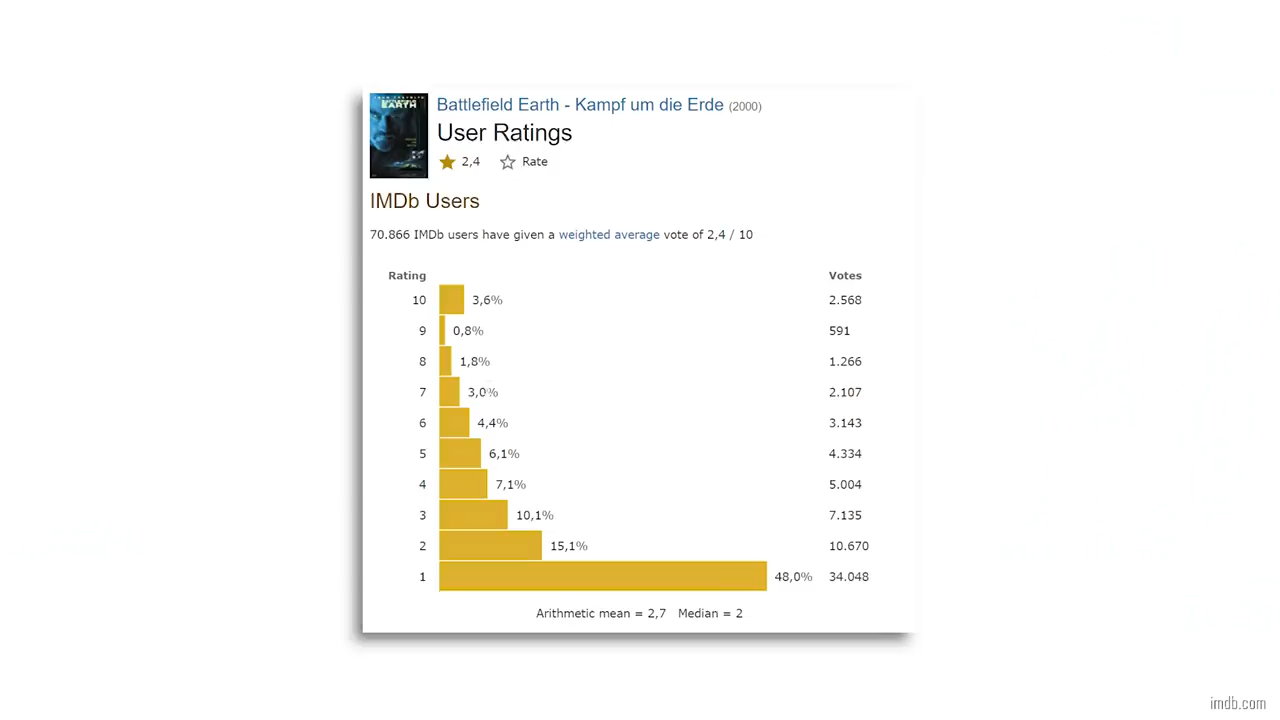 Battlefield Earth - Kampf um die Erde (2000)
User Ratings
2,4 Rate
IMDb Users
70.866 IMDb users have given a weighted average vote of 2,4 / 10
Rating Votes
10 3,6% 2.568
9 0,8% 591
8 1,8% 1.266
7 3,0% 2.107
6 4,4% 3.143
5 6,1% 4.334
4 7,1% 5.004
3 10,1% 7.135
2 15,1% 10.670
1 48,0% 34.048
Arithmetic mean = 2,7 Median = 2
imdb.com